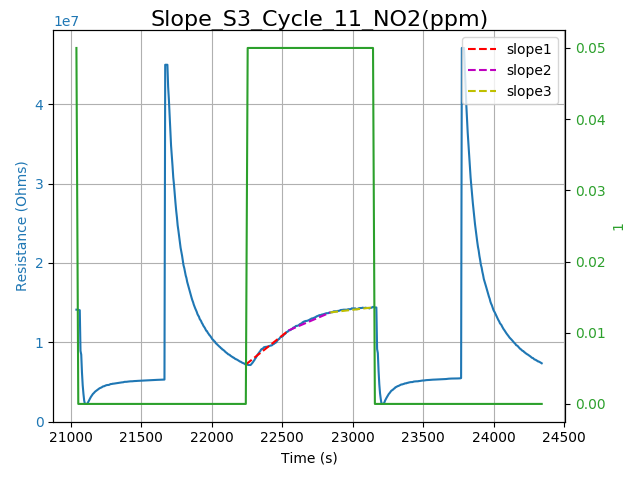 Slope_S3_Cycle_11_NO2(ppm)
1e7
slope1
slope2
slope3
Resistance (Ohms)
4
3
2
1
0
0.05
0.04
0.03
0.02
0.01
0.00
1
21000 21500 22000 22500 23000 23500 24000 24500
Time (s)